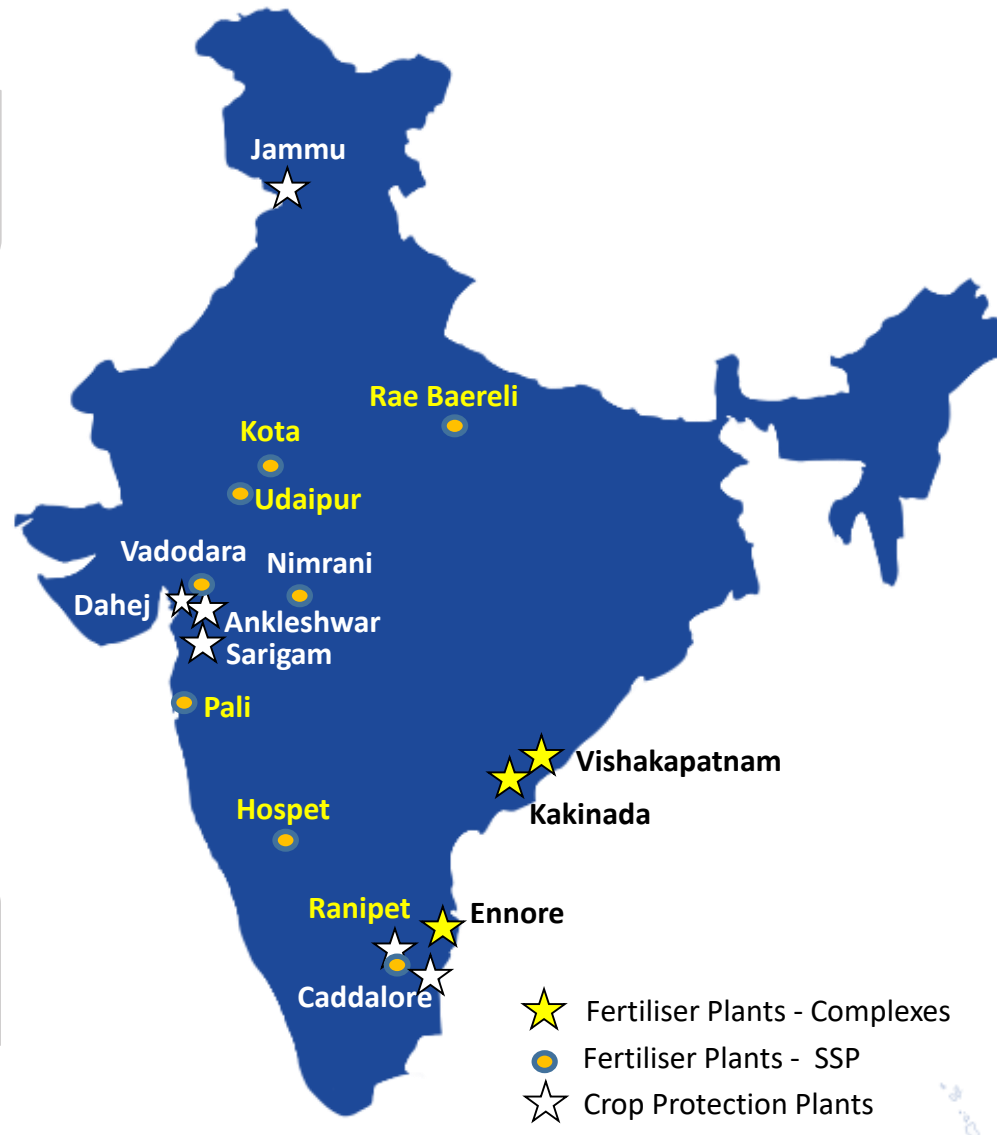 Jammu
Rae Baereli
Kota
Udaipur
Vadodara
Nimrani
Dahej
Ankleshwar
Sarigam
Pali
Vishakapatnam
Kakinada
Hospet
Ranipet
Ennore
Caddalore
Fertiliser Plants - Complexes
Fertiliser Plants - SSP
Crop Protection Plants